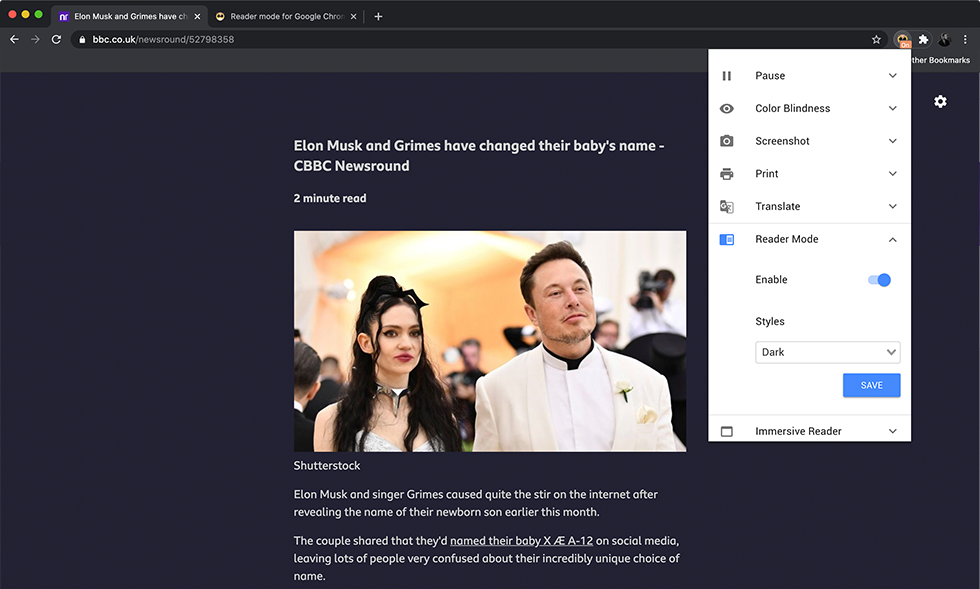 Elon Musk and Grimes have ch
Reader mode for Google Chro
bbc.co.uk/newsround/52798358
On
ther Bookmarks
Pause
Color Blindness
Screenshot
Print
Translate
Reader Mode
Enable
Styles
Dark
SAVE
Immersive Reader
Elon Musk and Grimes have changed their baby's name -
CBBC Newsround
2 minute read
Shutterstock
Elon Musk and singer Grimes caused quite the stir on the internet after
revealing the name of their newborn son earlier this month.
The couple shared that they'd named their baby X Æ A-12 on social media,
leaving lots of people very confused about their incredibly unique choice of
name.